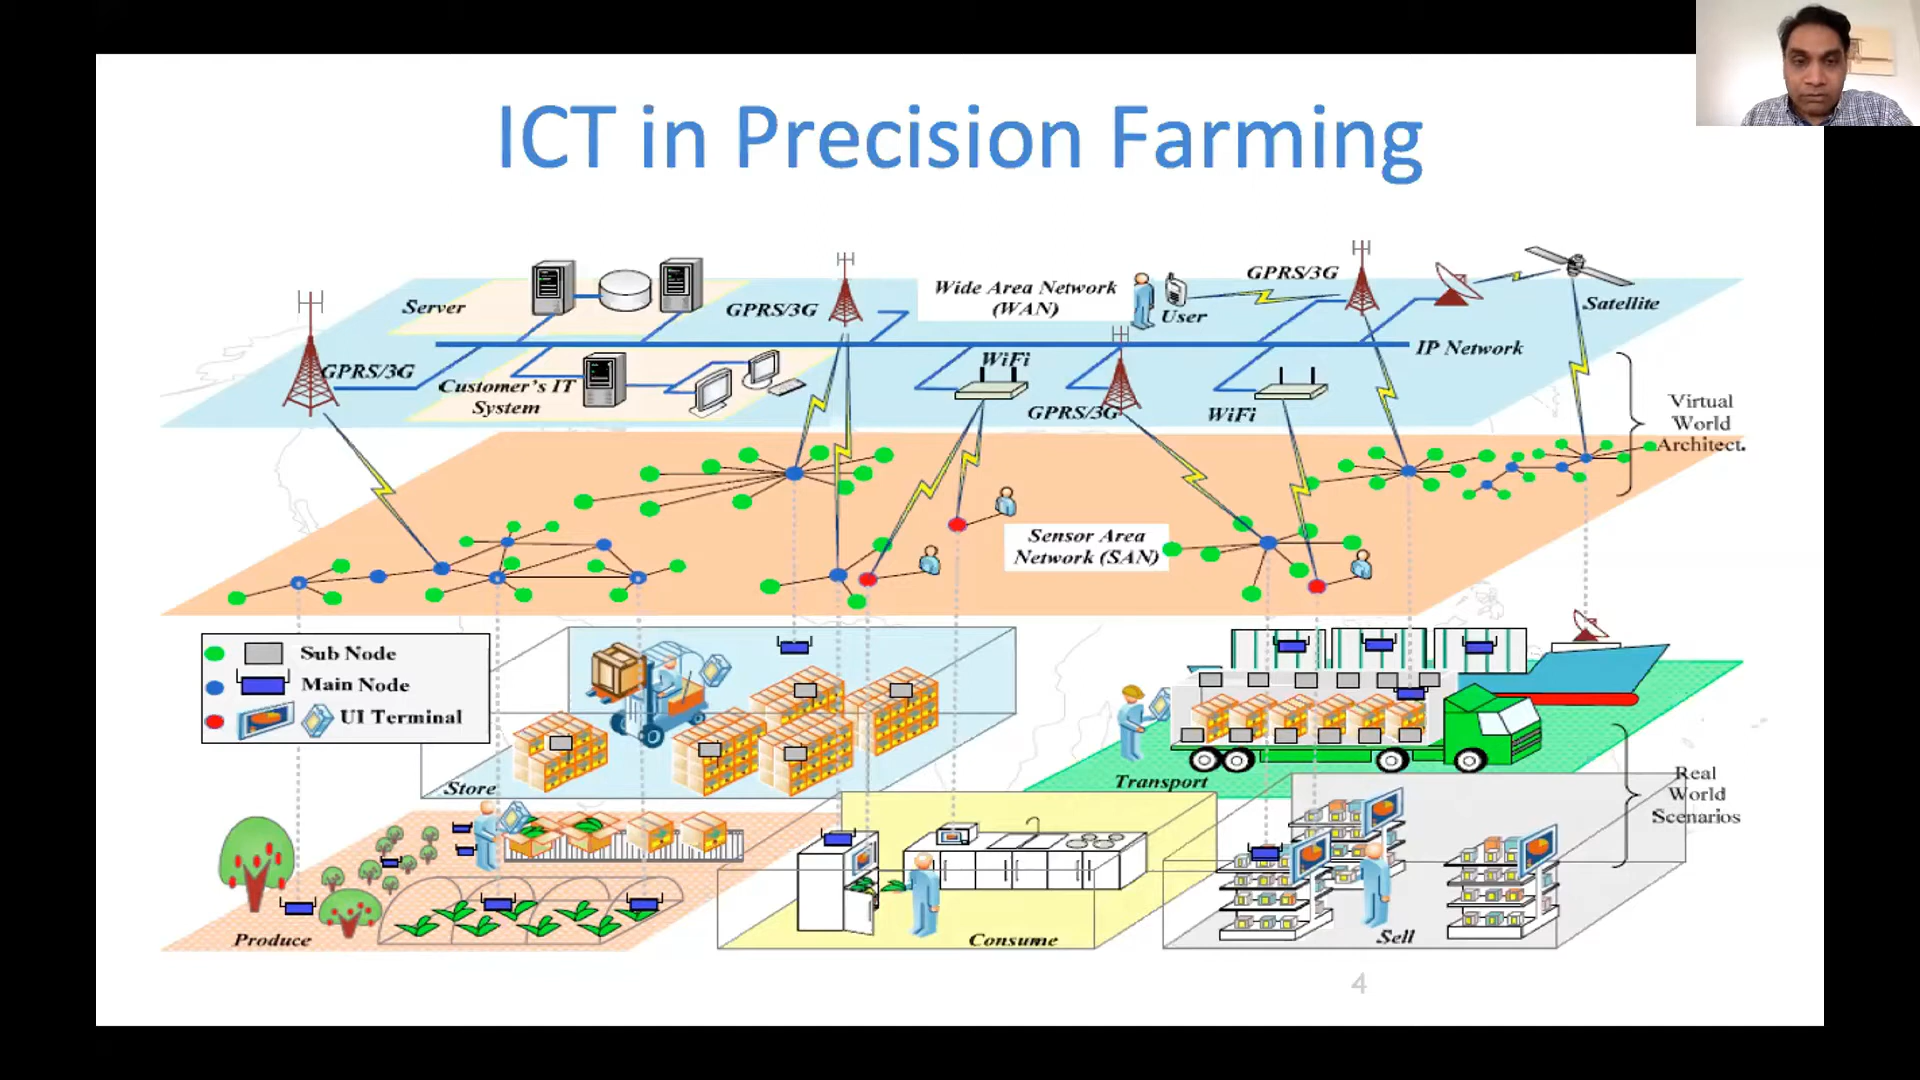 ICT in Precision Farming
Server
GPRS/3G
Wide Area Network
(WAN)
User
GPRS/3G
Satellite
GPRS/3G
Customer's IT
System
WiFi
GPRS/3G
WiFi
IP Network
Virtual
World
Architect.
Sensor Area
Network (SAN)
Sub Node
Main Node
UI Terminal
Store
Transport
Real
World
Scenarios
Produce
Consume
Sell
4